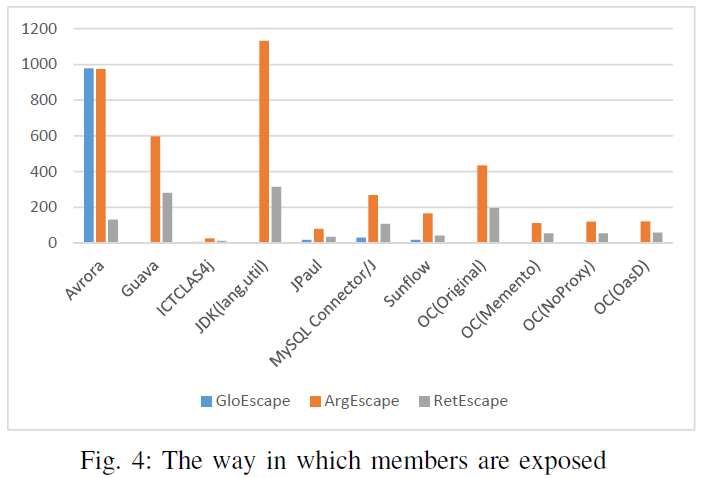 1200
1000
800
600
400
200
0
Avrora
Guava
ICTCLAS4j
JDK(lang,util)
JPaul
MySQL Connector/J
Sunflow
OC(Original)
OC(Memento)
OC(NoProxy)
OC(OasD)
GloEscape ArgEscape RetEscape
Fig. 4: The way in which members are exposed